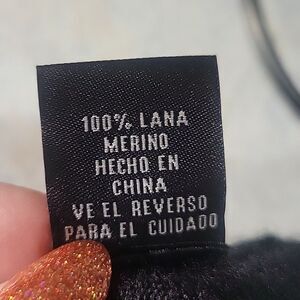 100% LANA
MERINO
HECHO EN
CHINA
VE EL REVERSO
PARA EL CUIDADO